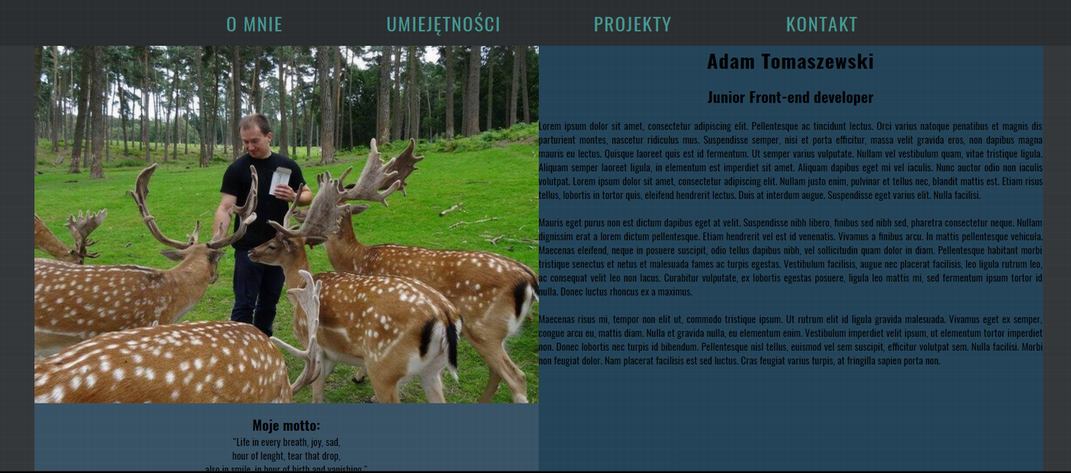 O MNIE
UMIEJĘTNOŚCI
PROJEKTY
KONTAKT
Adam Tomaszewski
Junior Front-end developer
Lorem ipsum dolor sit amet, consectetur adipiscing elit. Pellentesque ac tincidunt lectus. Orci varius natoque penatibus et magnis dis
parturient montes, nascetur ridiculus mus. Suspendisse semper, nisi et porta efficitur, massa velit gravida eros, non dapibus magna
mauris eu lectus. Quisque laoreet quis est id fermentum. Ut semper varius vulputate. Nullam vel vestibulum quam, vitae tristique ligula.
Aliquam semper laoreet ligula, in elementum est imperdiet sit amet. Aliquam dapibus eget mi vel iaculis. Nunc auctor odio non iaculis
volutpat. Lorem ipsum dolor sit amet, consectetur adipiscing elit. Nullam justo enim, pulvinar et tellus nec, blandit mattis est. Etiam risus
tellus, lobortis in tortor quis, eleifend hendrerit lectus. Duis at interdum augue. Suspendisse eget varius elit. Nulla facilisi.
Mauris eget purus non est dictum dapibus eget at velit. Suspendisse nibh libero, finibus sed nibh sed, pharetra consectetur neque. Nullam
dignissim erat a lorem dictum pellentesque. Etiam hendrerit vel est id venenatis. Vivamus a finibus arcu. In mattis pellentesque vehicula.
Maecenas eleifend, neque in posuere suscipit, odio tellus dapibus nibh, vel sollicitudin quam dolor in diam. Pellentesque habitant morbi
tristique senectus et netus et malesuada fames ac turpis egestas. Vestibulum facilisis, augue nec placerat facilisis, leo ligula rutrum leo,
ac consequat velit leo non lacus. Curabitur vulputate, ex lobortis egestas posuere, ligula leo mattis mi, sed fermentum ipsum tortor id
nulla. Donec luctus rhoncus ex a maximus.
Maecenas risus mi, tempor non elit ut, commodo tristique ipsum. Ut rutrum elit id ligula gravida malesuada. Vivamus eget ex semper,
congue arcu eu, mattis diam. Nulla et gravida nulla, eu elementum enim. Vestibulum imperdiet velit ipsum, ut elementum tortor imperdiet
non. Donec lobortis nec turpis id bibendum. Pellentesque nisl tellus, euismod vel sem suscipit, efficitur volutpat sem. Nulla facilisi. Morbi
non feugiat dolor. Nam placerat facilisis est sed luctus. Cras feugiat varius turpis, at fringilla sapien porta non.
Moje motto:
"Life in every breath, joy, sad,
hour of lenght, tear that drop,
also in smile, in hour of birth and vanishing."